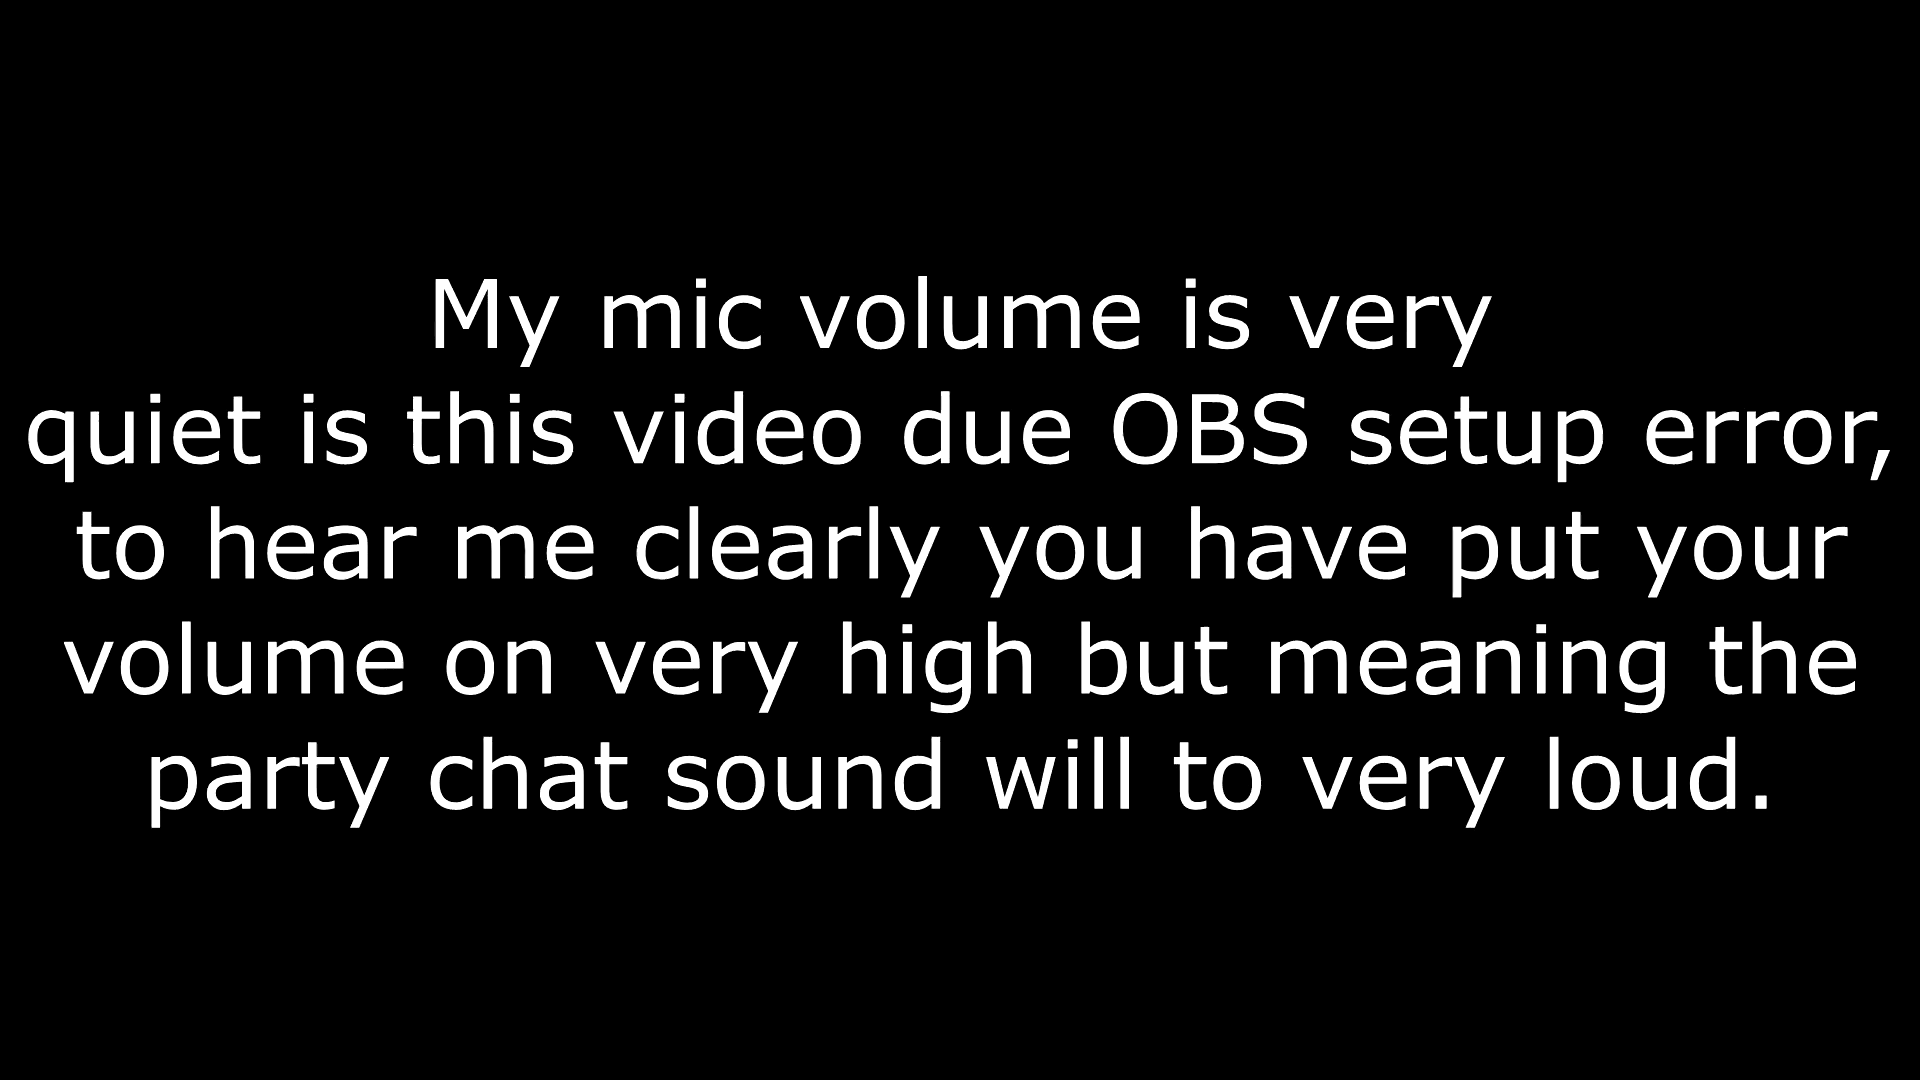 My mic volume is very
quiet is this video due OBS setup error,
to hear me clearly you have put your
volume on very high but meaning the
party chat sound will to very loud.